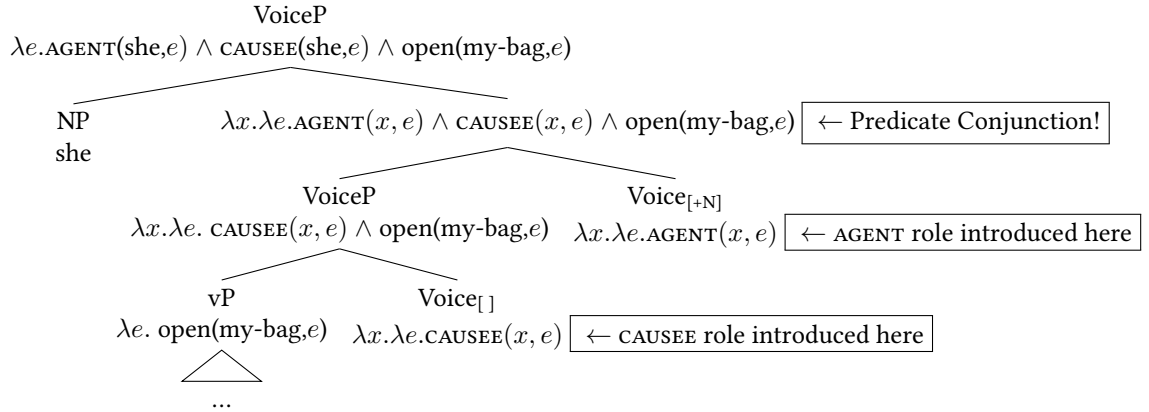 VoiceP
λe.AGENT(she,e) ∧ CAUSEE(she,e) ∧ open(my-bag,e)
NP
she
λx.λe.AGENT(x, e) ∧ CAUSEE(x, e) ∧ open(my-bag,e) ← Predicate Conjunction!
VoiceP
λx.λe. CAUSEE(x, e) ∧ open(my-bag,e)
Voice[+N]
λx.λe.AGENT(x, e) ← AGENT role introduced here
vP
λe. open(my-bag,e)
Voice[ ]
λx.λe.CAUSEE(x, e) ← CAUSEE role introduced here
...